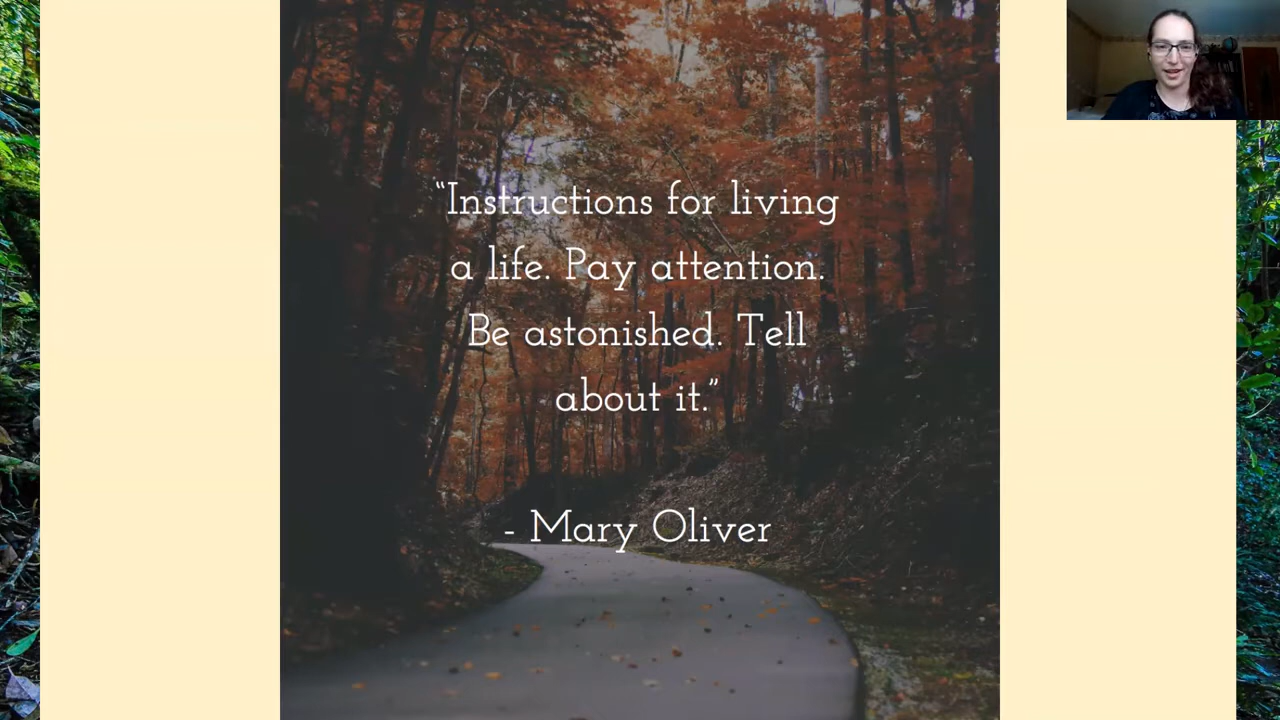 “Instructions for living
a life. Pay attention.
Be astonished. Tell
about it.”
- Mary Oliver